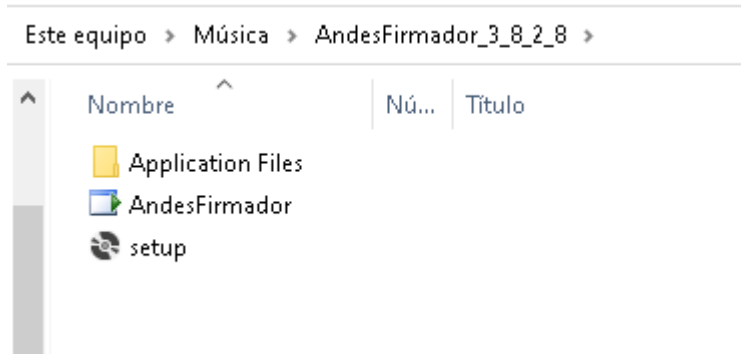 Este equipo > Música > AndesFirmador_3_8_2_8 >
Nombre Nú... Título
Application Files
AndesFirmador
setup